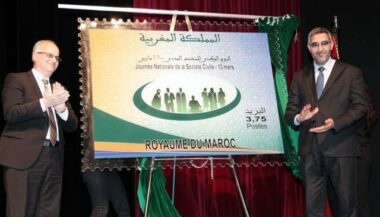 المملكة المغربية
اليوم الوطني للمجتمع المدني - 13 مارس
Journée Nationale de la Société Civile - 13 mars
البريد
3,75
Postes
ROYAUME DU MAROC